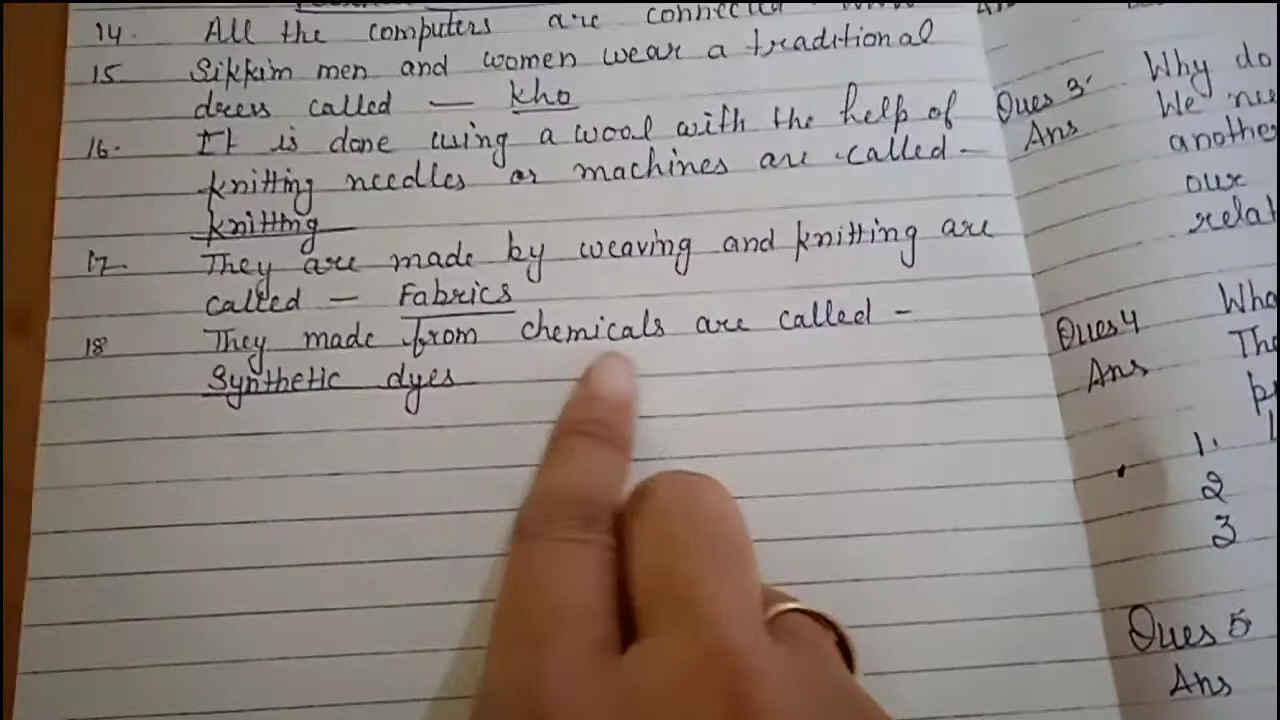 14. All the computers are connected
15 Sikkim men and women wear a traditional
dress called — kho
16. It is done using a wool with the help of
knitting needles or machines are called -
knitting
17. They are made by weaving and knitting are
called — Fabrics
18 They made from chemicals are called -
Synthetic dyes
Ques 3. Why do
Ans We
our
Ques 4
Ans
1.
2
3
Ques 5
Ans